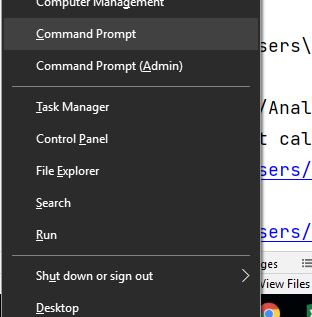 Computer Management
Command Prompt
Command Prompt (Admin)
Task Manager
Control Panel
File Explorer
Search
Run
Shut down or sign out
Desktop
sers\
/Anal
t cal
sers/
sers/
ges
View Files